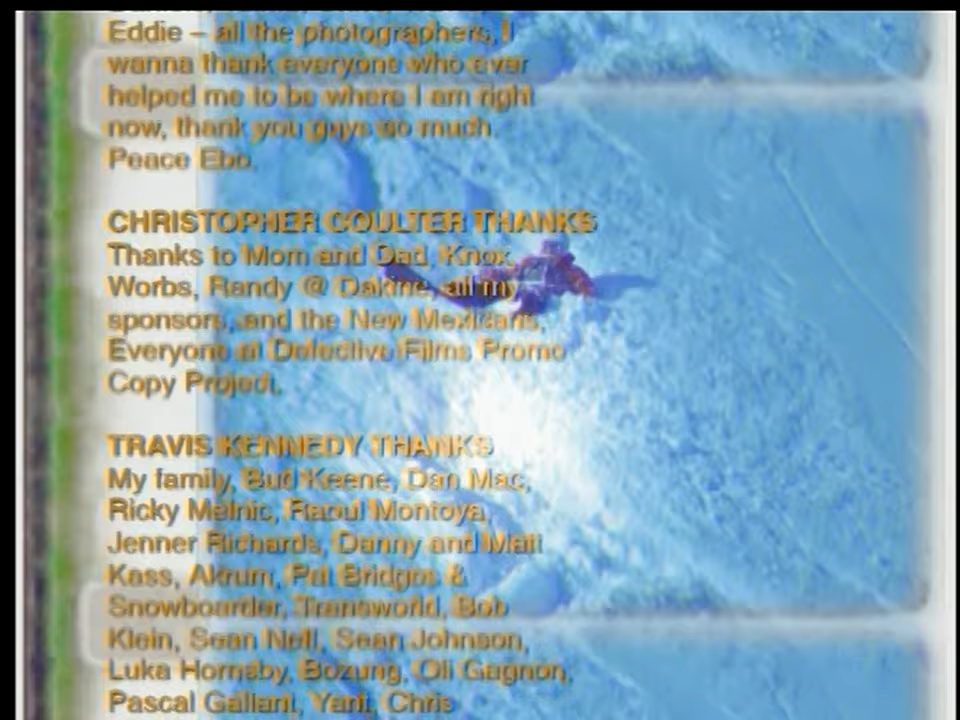 Eddie – all the photographers, I
wanna thank everyone who ever
helped me to be where I am right
now, thank you guys so much.
Peace Ebo.
CHRISTOPHER COULTER THANKS
Thanks to Mom and Dad, Knox,
Worbs, Randy @ Dakine, all my
sponsors, and the New Mexicans,
Everyone at Defective Films Promo
Copy Project.
TRAVIS KENNEDY THANKS
My family, Bud Keene, Dan Mac,
Ricky Melnic, Raoul Montoya,
Jenner Richards, Danny and Matt
Kass, Akrum, Pat Bridges &
Snowboarder, Transworld, Bob
Klein, Sean Neil, Sean Johnson,
Luka Hornsby, Bozung, Oli Gagnon,
Pascal Gallant, Yant, Chris